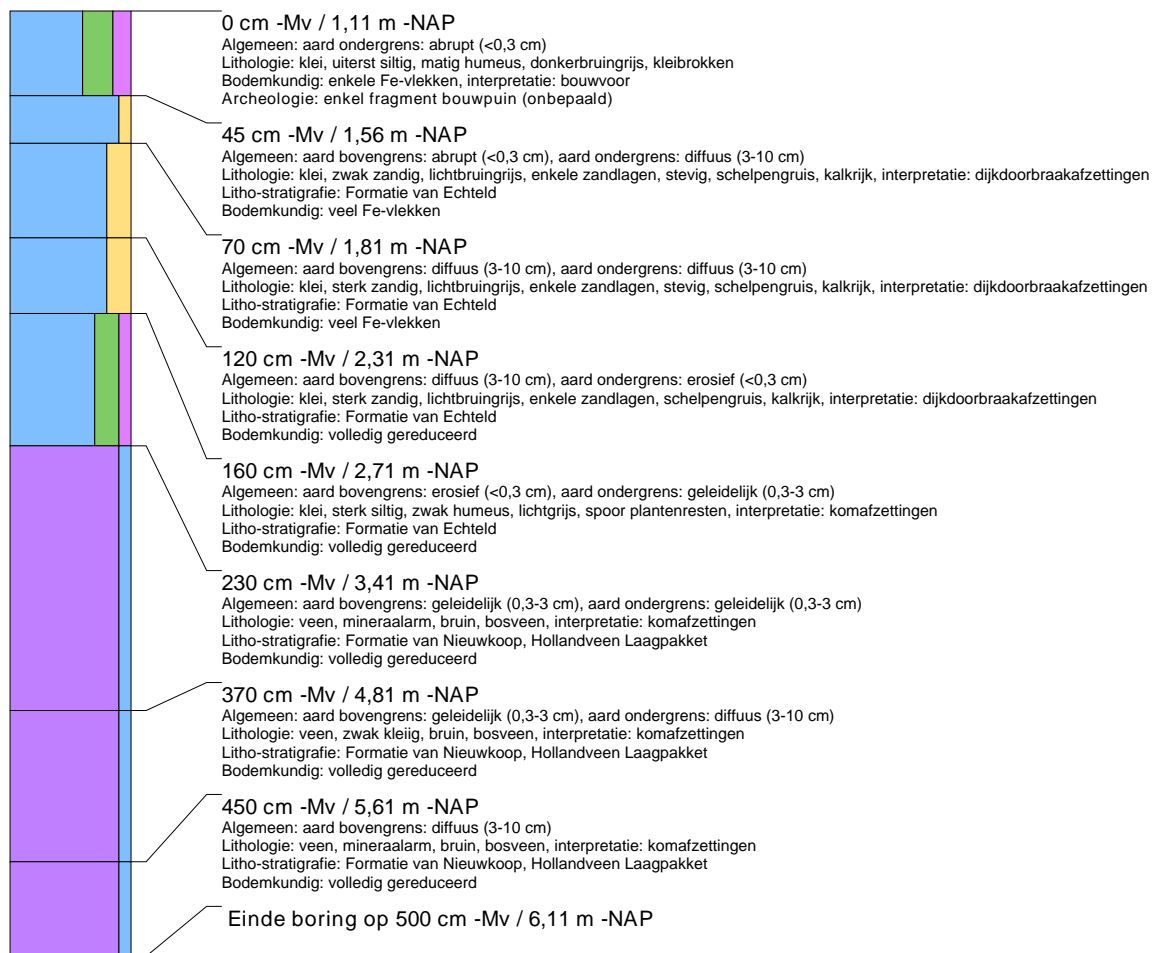 0 cm -Mv / 1,11 m -NAP
Algemeen: aard ondergrens: abrupt (<0,3 cm)
Lithologie: klei, uiterst siltig, matig humeus, donkerbruingrijs, kleibrokken
Bodemkundig: enkele Fe-vlekken, interpretatie: bouwvoor
Archeologie: enkel fragment bouwpuin (onbepaald)
45 cm -Mv / 1,56 m -NAP
Algemeen: aard bovengrens: abrupt (<0,3 cm), aard ondergrens: diffuus (3-10 cm)
Lithologie: klei, zwak zandig, lichtbruingrijs, enkele zandlagen, stevig, schelpengruis, kalkrijk, interpretatie: dijkdoorbraakafzettingen
Litho-stratigrafie: Formatie van Echteld
Bodemkundig: veel Fe-vlekken
70 cm -Mv / 1,81 m -NAP
Algemeen: aard bovengrens: diffuus (3-10 cm), aard ondergrens: diffuus (3-10 cm)
Lithologie: klei, sterk zandig, lichtbruingrijs, enkele zandlagen, stevig, schelpengruis, kalkrijk, interpretatie: dijkdoorbraakafzettingen
Litho-stratigrafie: Formatie van Echteld
Bodemkundig: veel Fe-vlekken
120 cm -Mv / 2,31 m -NAP
Algemeen: aard bovengrens: diffuus (3-10 cm), aard ondergrens: erosief (<0,3 cm)
Lithologie: klei, sterk zandig, lichtbruingrijs, enkele zandlagen, schelpengruis, kalkrijk, interpretatie: dijkdoorbraakafzettingen
Litho-stratigrafie: Formatie van Echteld
Bodemkundig: volledig gereduceerd
160 cm -Mv / 2,71 m -NAP
Algemeen: aard bovengrens: erosief (<0,3 cm), aard ondergrens: geleidelijk (0,3-3 cm)
Lithologie: klei, sterk siltig, zwak humeus, lichtgrijs, spoor plantenresten, interpretatie: komafzettingen
Litho-stratigrafie: Formatie van Echteld
Bodemkundig: volledig gereduceerd
230 cm -Mv / 3,41 m -NAP
Algemeen: aard bovengrens: geleidelijk (0,3-3 cm), aard ondergrens: geleidelijk (0,3-3 cm)
Lithologie: veen, mineraalarm, bruin, bosveen, interpretatie: komafzettingen
Litho-stratigrafie: Formatie van Nieuwkoop, Hollandveen Laagpakket
Bodemkundig: volledig gereduceerd
370 cm -Mv / 4,81 m -NAP
Algemeen: aard bovengrens: geleidelijk (0,3-3 cm), aard ondergrens: diffuus (3-10 cm)
Lithologie: veen, zwak kleiig, bruin, bosveen, interpretatie: komafzettingen
Litho-stratigrafie: Formatie van Nieuwkoop, Hollandveen Laagpakket
Bodemkundig: volledig gereduceerd
450 cm -Mv / 5,61 m -NAP
Algemeen: aard bovengrens: diffuus (3-10 cm)
Lithologie: veen, mineraalarm, bruin, bosveen, interpretatie: komafzettingen
Litho-stratigrafie: Formatie van Nieuwkoop, Hollandveen Laagpakket
Bodemkundig: volledig gereduceerd
Einde boring op 500 cm -Mv / 6,11 m -NAP